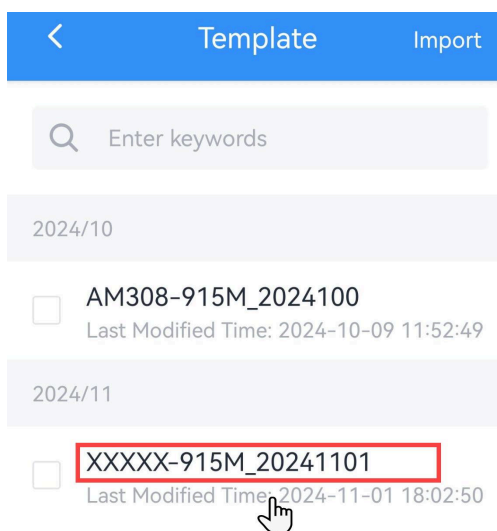 Template
Import
Enter keywords
2024/10
AM308-915M_2024100
Last Modified Time: 2024-10-09 11:52:49
2024/11
XXXXX-915M_20241101
Last Modified Time: 2024-11-01 18:02:50